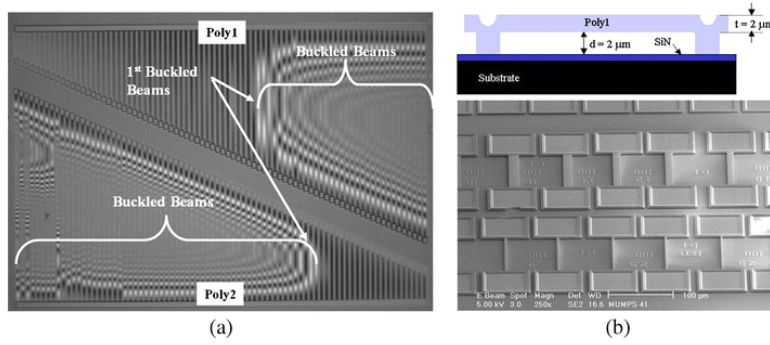 Poly1
1st Buckled
Beams
Buckled Beams
Buckled Beams
Poly2
(a)
Poly1
t = 2 μm
d = 2 μm
SiN
Substrate
E Beam Spot Magn Det WD
5.00 kV 3.0 250x SE2 16.6 MUMPS 41
100 μm
(b)